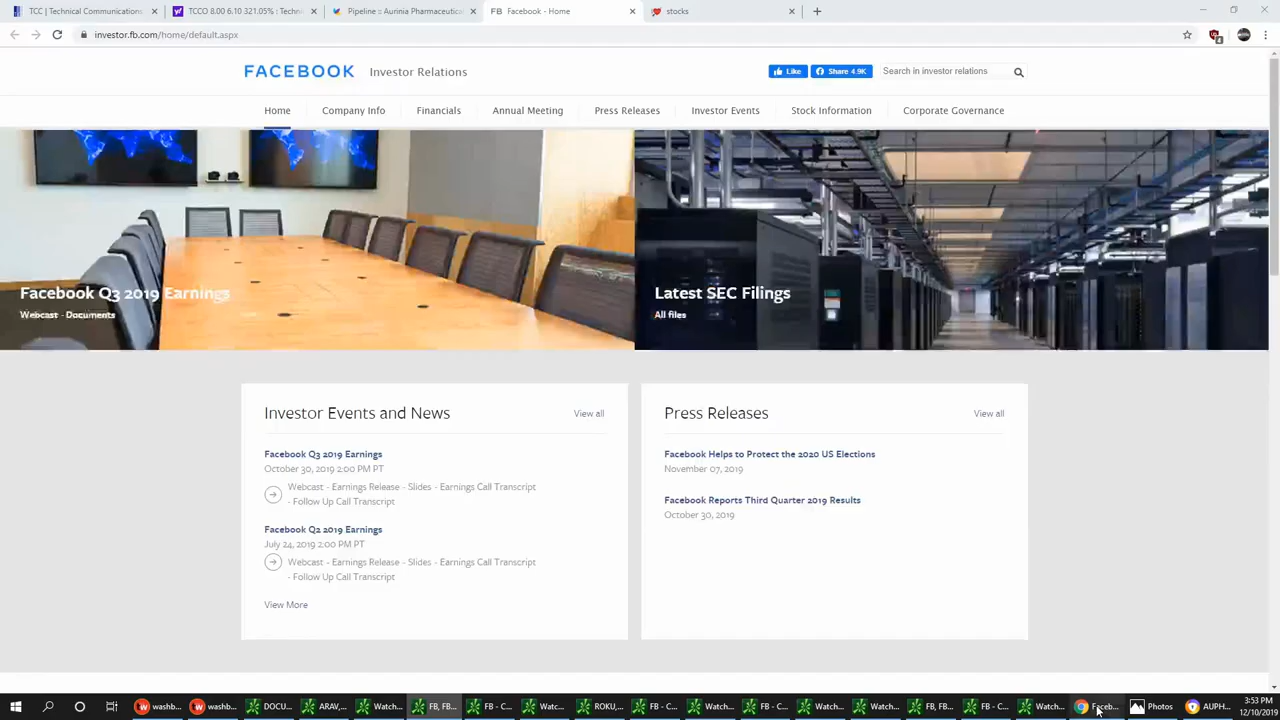 TCC | Technical Communications
TCCO 8.00 6.10 321.05% : Techni
Pipeline :: Aurinia Pharmaceutical
FB Facebook - Home
stocks
investor.fb.com/home/default.aspx
FACEBOOK Investor Relations
Like
Share 4.9K
Search in investor relations
Home
Company Info
Financials
Annual Meeting
Press Releases
Investor Events
Stock Information
Corporate Governance
Facebook Q3 2019 Earnings
Webcast - Documents
Latest SEC Filings
All files
Investor Events and News
View all
Facebook Q3 2019 Earnings
October 30, 2019 2:00 PM PT
Webcast - Earnings Release - Slides - Earnings Call Transcript
- Follow Up Call Transcript
Facebook Q2 2019 Earnings
July 24, 2019 2:00 PM PT
Webcast - Earnings Release - Slides - Earnings Call Transcript
- Follow Up Call Transcript
View More
Press Releases
View all
Facebook Helps to Protect the 2020 US Elections
November 07, 2019
Facebook Reports Third Quarter 2019 Results
October 30, 2019
washb...
washb...
DOCU...
ARAV,...
Watch...
FB, FB...
FB - C...
Watch...
ROKU,...
FB - C...
Watch...
FB - C...
Watch...
Watch...
FB, FB...
FB - C...
Watch...
Faceb...
Photos
AUPH...
3:53 PM
12/10/2019